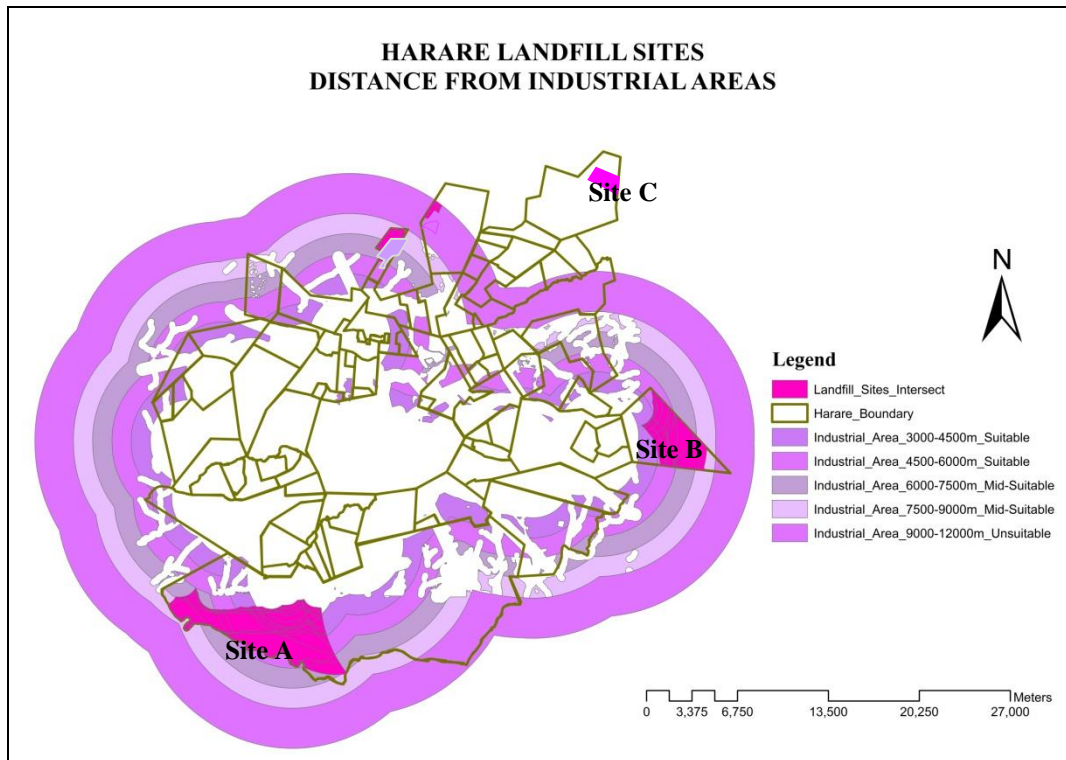 HARARE LANDFILL SITES
DISTANCE FROM INDUSTRIAL AREAS
Site C
N
Legend
Landfill_Sites_Intersect
Harare_Boundary
Industrial_Area_3000-4500m_Suitable
Industrial_Area_4500-6000m_Suitable
Industrial_Area_6000-7500m_Mid-Suitable
Industrial_Area_7500-9000m_Mid-Suitable
Industrial_Area_9000-12000m_Unsuitable
Site B
Site A
Meters
0 3,375 6,750 13,500 20,250 27,000